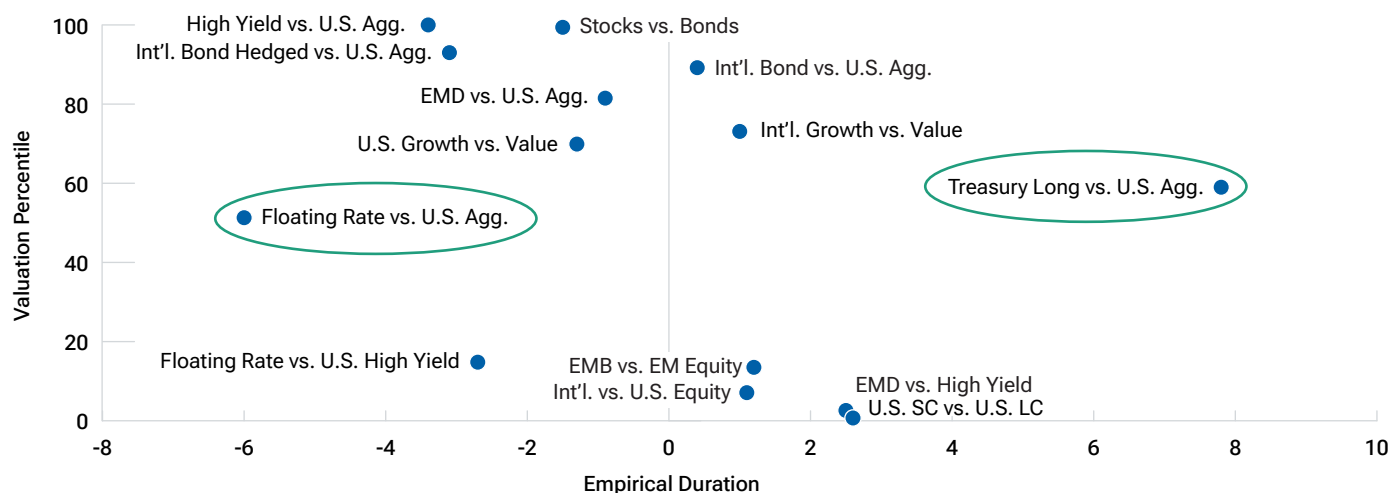 100
High Yield vs. U.S. Agg.
Stocks vs. Bonds
Int'l. Bond Hedged vs. U.S. Agg.
Int'l. Bond vs. U.S. Agg.
EMD vs. U.S. Agg.
80
Int'l. Growth vs. Value
U.S. Growth vs. Value
60
Treasury Long vs. U.S. Agg.
Floating Rate vs. U.S. Agg.
Valuation Percentile
40
20
Floating Rate vs. U.S. High Yield
EMB vs. EM Equity
EMD vs. High Yield
Int'l. vs. U.S. Equity
U.S. SC vs. U.S. LC
0
-8 -6 -4 -2 0 2 4 6 8 10
Empirical Duration